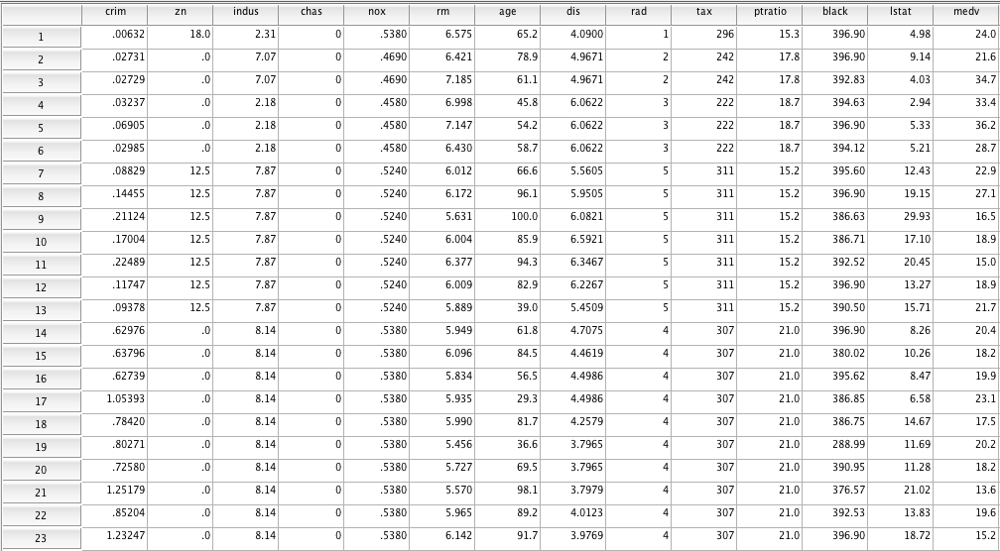 crim zn indus chas nox rm age dis rad tax ptratio black lstat medv
1 .00632 18.0 2.31 0 .5380 6.575 65.2 4.0900 1 296 15.3 396.90 4.98 24.0
2 .02731 .0 7.07 0 .4690 6.421 78.9 4.9671 2 242 17.8 396.90 9.14 21.6
3 .02729 .0 7.07 0 .4690 7.185 61.1 4.9671 2 242 17.8 392.83 4.03 34.7
4 .03237 .0 2.18 0 .4580 6.998 45.8 6.0622 3 222 18.7 394.63 2.94 33.4
5 .06905 .0 2.18 0 .4580 7.147 54.2 6.0622 3 222 18.7 396.90 5.33 36.2
6 .02985 .0 2.18 0 .4580 6.430 58.7 6.0622 3 222 18.7 394.12 5.21 28.7
7 .08829 12.5 7.87 0 .5240 6.012 66.6 5.5605 5 311 15.2 395.60 12.43 22.9
8 .14455 12.5 7.87 0 .5240 6.172 96.1 5.9505 5 311 15.2 396.90 19.15 27.1
9 .21124 12.5 7.87 0 .5240 5.631 100.0 6.0821 5 311 15.2 386.63 29.93 16.5
10 .17004 12.5 7.87 0 .5240 6.004 85.9 6.5921 5 311 15.2 386.71 17.10 18.9
11 .22489 12.5 7.87 0 .5240 6.377 94.3 6.3467 5 311 15.2 392.52 20.45 15.0
12 .11747 12.5 7.87 0 .5240 6.009 82.9 6.2267 5 311 15.2 396.90 13.27 18.9
13 .09378 12.5 7.87 0 .5240 5.889 39.0 5.4509 5 311 15.2 390.50 15.71 21.7
14 .62976 .0 8.14 0 .5380 5.949 61.8 4.7075 4 307 21.0 396.90 8.26 20.4
15 .63796 .0 8.14 0 .5380 6.096 84.5 4.4619 4 307 21.0 380.02 10.26 18.2
16 .62739 .0 8.14 0 .5380 5.834 56.5 4.4986 4 307 21.0 395.62 8.47 19.9
17 1.05393 .0 8.14 0 .5380 5.935 29.3 4.4986 4 307 21.0 386.85 6.58 23.1
18 .78420 .0 8.14 0 .5380 5.990 81.7 4.2579 4 307 21.0 386.75 14.67 17.5
19 .80271 .0 8.14 0 .5380 5.456 36.6 3.7965 4 307 21.0 288.99 11.69 20.2
20 .72580 .0 8.14 0 .5380 5.727 69.5 3.7965 4 307 21.0 390.95 11.28 18.2
21 1.25179 .0 8.14 0 .5380 5.570 98.1 3.7979 4 307 21.0 376.57 21.02 13.6
22 .85204 .0 8.14 0 .5380 5.965 89.2 4.0123 4 307 21.0 392.53 13.83 19.6
23 1.23247 .0 8.14 0 .5380 6.142 91.7 3.9769 4 307 21.0 396.90 18.72 15.2